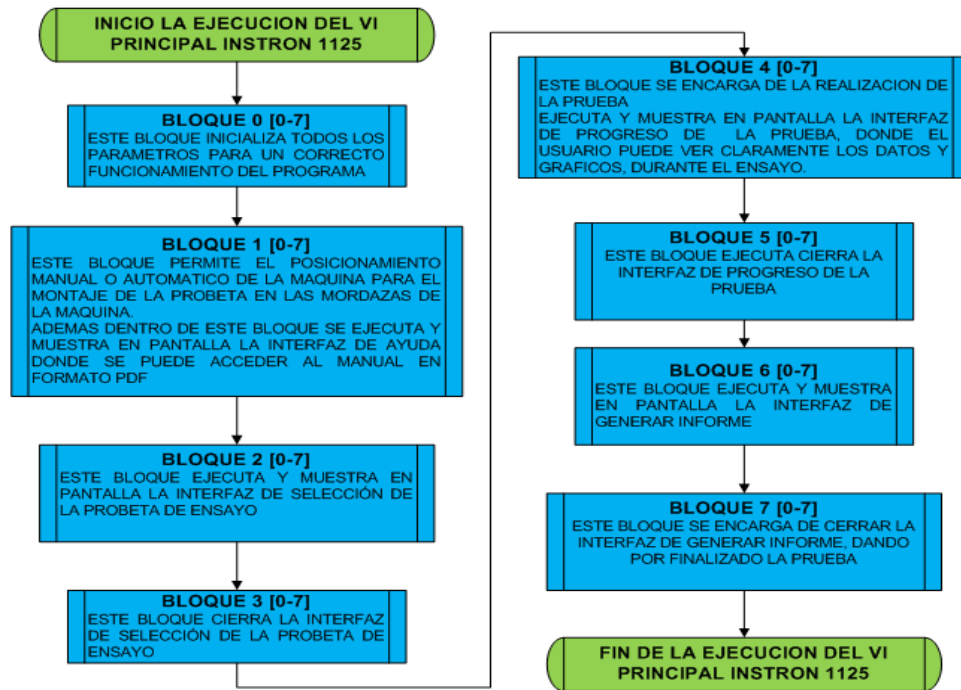 INICIO LA EJECUCION DEL VI
PRINCIPAL INSTRON 1125
BLOQUE 0 [0-7]
ESTE BLOQUE INICIALIZA TODOS LOS
PARAMETROS PARA UN CORRECTO
FUNCIONAMIENTO DEL PROGRAMA
BLOQUE 1 [0-7]
ESTE BLOQUE PERMITE EL POSICIONAMIENTO
MANUAL O AUTOMATICO DE LA MAQUINA PARA EL
MONTAJE DE LA PROBETA EN LAS MORDAZAS DE
LA MAQUINA.
ADEMAS DENTRO DE ESTE BLOQUE SE EJECUTA Y
MUESTRA EN PANTALLA LA INTERFAZ DE AYUDA
DONDE SE PUEDE ACCEDER AL MANUAL EN
FORMATO PDF
BLOQUE 2 [0-7]
ESTE BLOQUE EJECUTA Y MUESTRA EN
PANTALLA LA INTERFAZ DE SELECCIÓN DE
LA PROBETA DE ENSAYO
BLOQUE 3 [0-7]
ESTE BLOQUE CIERRA LA INTERFAZ
DE SELECCIÓN DE LA PROBETA DE
ENSAYO
BLOQUE 4 [0-7]
ESTE BLOQUE SE ENCARGA DE LA REALIZACION DE
LA PRUEBA
EJECUTA Y MUESTRA EN PANTALLA LA INTERFAZ
DE PROGRESO DE LA PRUEBA, DONDE EL
USUARIO PUEDE VER CLARAMENTE LOS DATOS Y
GRAFICOS, DURANTE EL ENSAYO.
BLOQUE 5 [0-7]
ESTE BLOQUE EJECUTA CIERRA LA
INTERFAZ DE PROGRESO DE LA
PRUEBA
BLOQUE 6 [0-7]
ESTE BLOQUE EJECUTA Y MUESTRA
EN PANTALLA LA INTERFAZ DE
GENERAR INFORME
BLOQUE 7 [0-7]
ESTE BLOQUE SE ENCARGA DE CERRAR LA
INTERFAZ DE GENERAR INFORME, DANDO
POR FINALIZADO LA PRUEBA
FIN DE LA EJECUCION DEL VI
PRINCIPAL INSTRON 1125